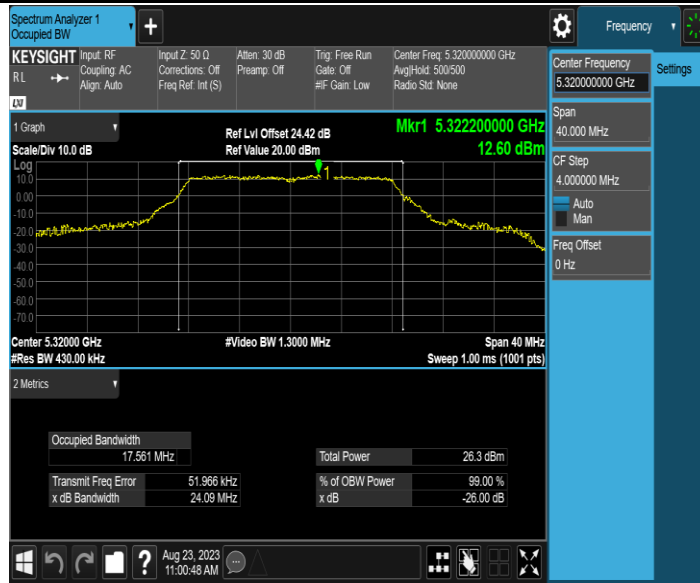 Spectrum Analyzer 1
Occupied BW
+
Frequency
KEYSIGHT
RL
LXI
Input: RF
Coupling: AC
Align: Auto
Input Z: 50 Ω
Corrections: Off
Freq Ref: Int (S)
Atten: 30 dB
Preamp: Off
Trig: Free Run
Gate: Off
#IF Gain: Low
Center Freq: 5.320000000 GHz
Avg|Hold: 500/500
Radio Std: None
Center Frequency
5.320000000 GHz
Settings
Span
40.000 MHz
CF Step
4.000000 MHz
Auto
Man
Freq Offset
0 Hz
1 Graph
Ref Lvl Offset 24.42 dB
Mkr1 5.322200000 GHz
Scale/Div 10.0 dB
Ref Value 20.00 dBm
12.60 dBm
Log
10.0
0.00
-10.0
-20.0
-30.0
-40.0
-50.0
-60.0
-70.0
1
Center 5.32000 GHz
#Video BW 1.3000 MHz
Span 40 MHz
#Res BW 430.00 kHz
Sweep 1.00 ms (1001 pts)
2 Metrics
Occupied Bandwidth
17.561 MHz
Total Power 26.3 dBm
Transmit Freq Error 51.966 kHz
% of OBW Power 99.00 %
x dB Bandwidth 24.09 MHz
x dB -26.00 dB
?
Aug 23, 2023
11:00:48 AM